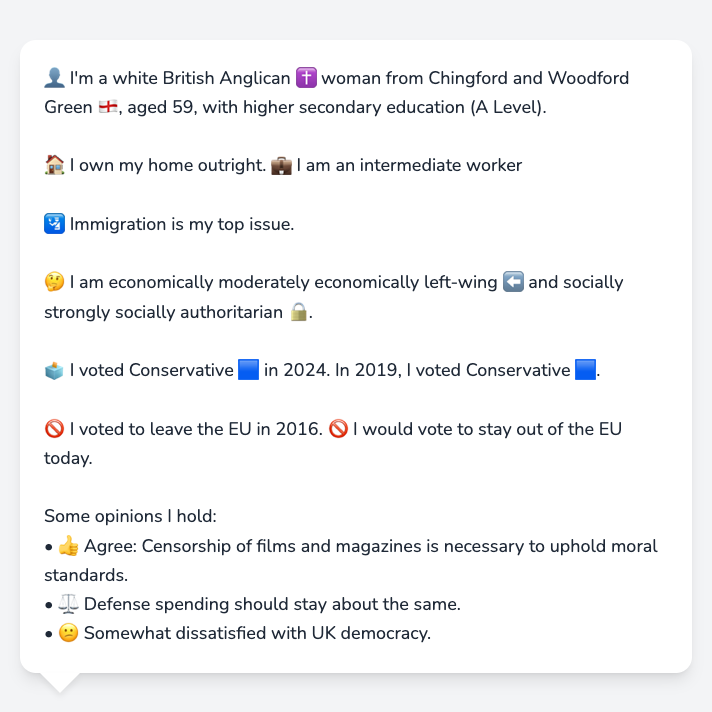 👤 I'm a white British Anglican ✝️ woman from Chingford and Woodford
Green 🏴󠁧󠁢󠁥󠁮󠁧󠁿, aged 59, with higher secondary education (A Level).
🏠 I own my home outright. 💼 I am an intermediate worker
🛂 Immigration is my top issue.
🤔 I am economically moderately economically left-wing ⬅️ and socially
strongly socially authoritarian 🔒.
🗳️ I voted Conservative 🟦 in 2024. In 2019, I voted Conservative 🟦.
🚫 I voted to leave the EU in 2016. 🚫 I would vote to stay out of the EU
today.
Some opinions I hold:
• 👍 Agree: Censorship of films and magazines is necessary to uphold moral
standards.
• ⚖️ Defense spending should stay about the same.
• 😕 Somewhat dissatisfied with UK democracy.